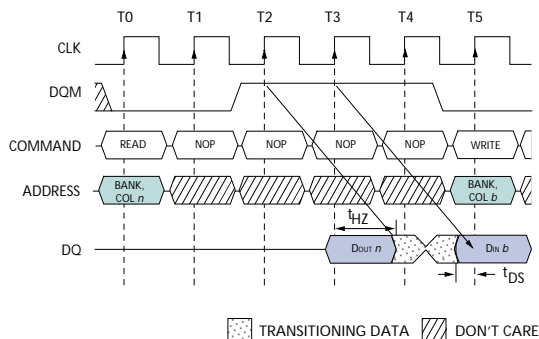 T0 T1 T2 T3 T4 T5
CLK
DQM
COMMAND READ NOP NOP NOP NOP WRITE
ADDRESS BANK, COL n BANK, COL b
tHZ
DQ DOUT n DIN b
tDS
TRANSITIONING DATA DON'T CARE